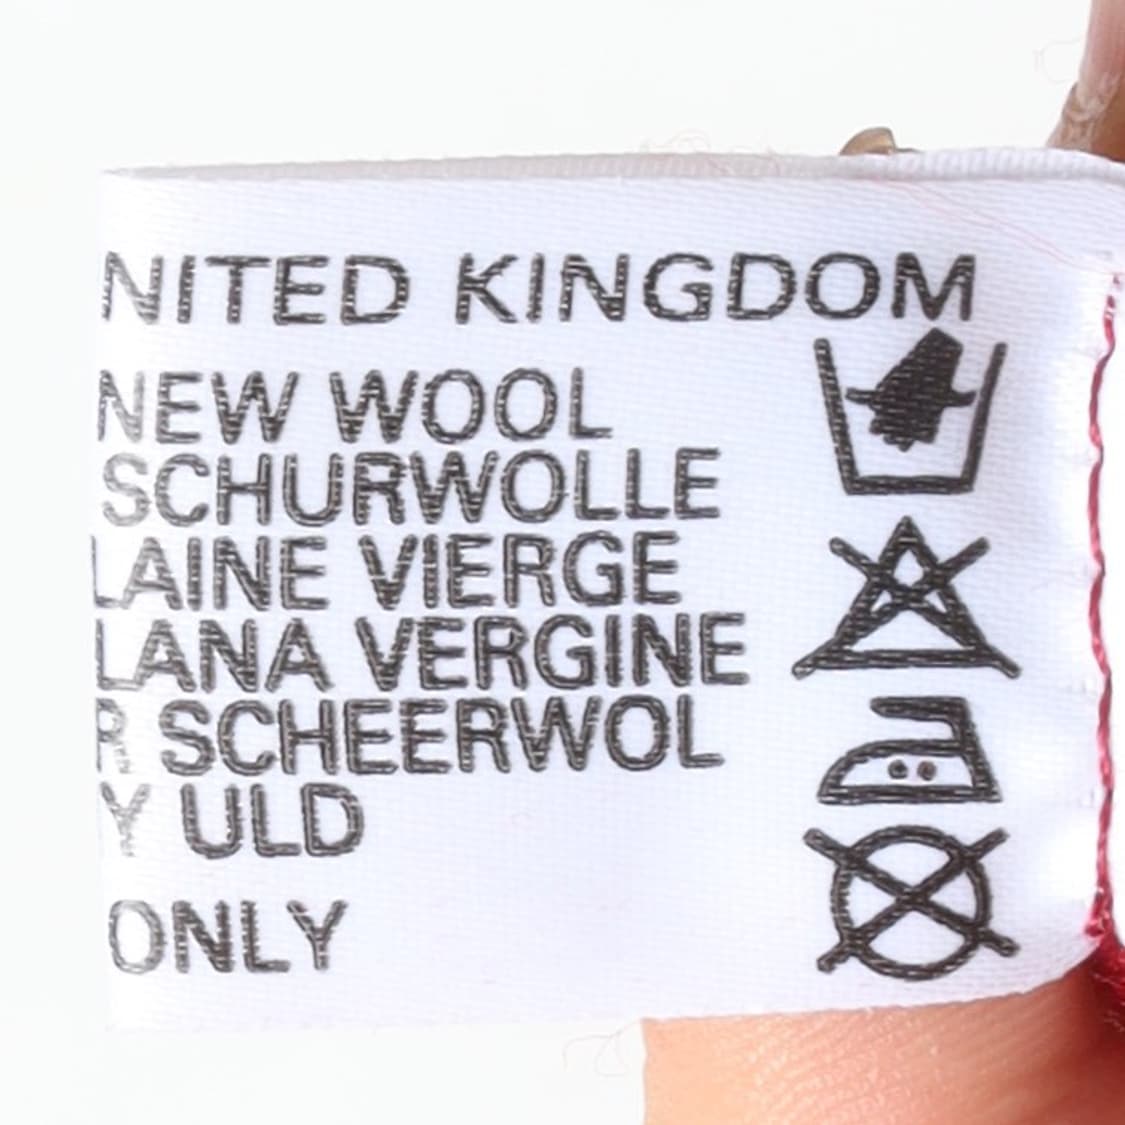 NITED KINGDOM
NEW WOOL
SCHURWOLLE
LAINE VIERGE
LANA VERGINE
R SCHEERWOL
Y ULD
ONLY